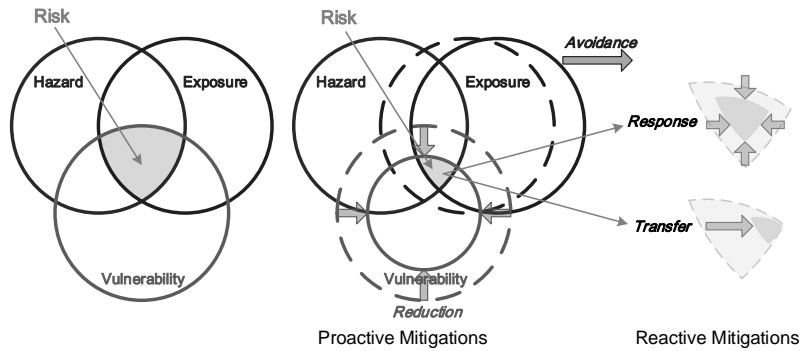 Risk
Hazard
Exposure
Vulnerability
Risk
Hazard
Exposure
Avoidance
Vulnerability
Reduction
Response
Transfer
Proactive Mitigations
Reactive Mitigations